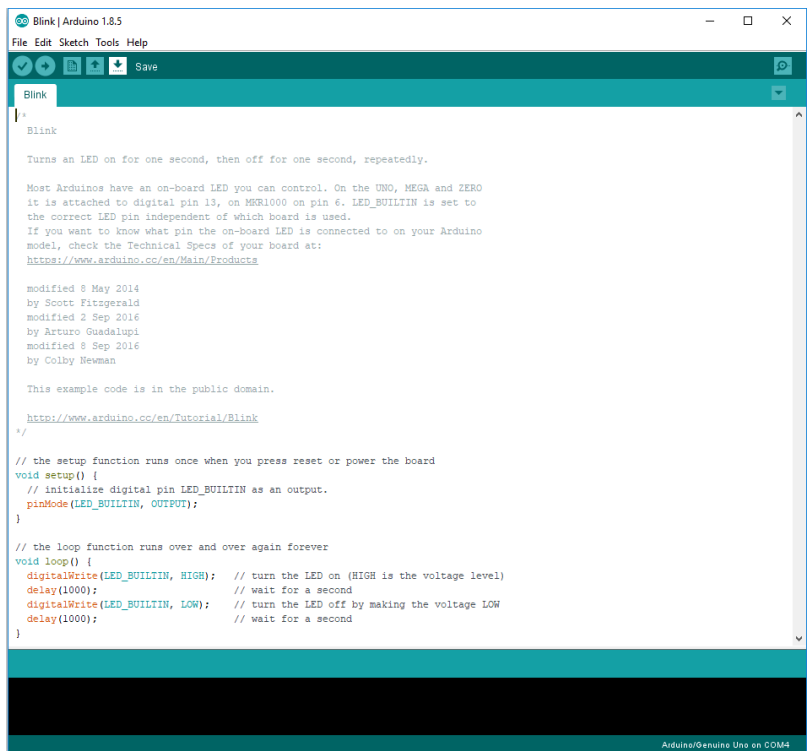 Blink | Arduino 1.8.5
File Edit Sketch Tools Help
Save
Blink
/*
Blink
Turns an LED on for one second, then off for one second, repeatedly.
Most Arduinos have an on-board LED you can control. On the UNO, MEGA and ZERO
it is attached to digital pin 13, on MKR1000 on pin 6. LED_BUILTIN is set to
the correct LED pin independent of which board is used.
If you want to know what pin the on-board LED is connected to on your Arduino
model, check the Technical Specs of your board at:
https://www.arduino.cc/en/Main/Products
modified 8 May 2014
by Scott Fitzgerald
modified 2 Sep 2016
by Arturo Guadalupi
modified 8 Sep 2016
by Colby Newman
This example code is in the public domain.
http://www.arduino.cc/en/Tutorial/Blink
*/
// the setup function runs once when you press reset or power the board
void setup() {
// initialize digital pin LED_BUILTIN as an output.
pinMode(LED_BUILTIN, OUTPUT);
}
// the loop function runs over and over again forever
void loop() {
digitalWrite(LED_BUILTIN, HIGH);   // turn the LED on (HIGH is the voltage level)
delay(1000);                       // wait for a second
digitalWrite(LED_BUILTIN, LOW);    // turn the LED off by making the voltage LOW
delay(1000);                       // wait for a second
}
Arduino/Genuino Uno on COM4